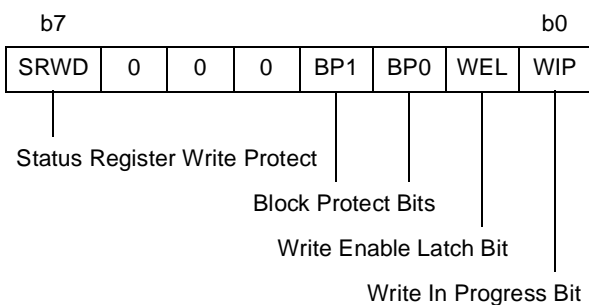 b7 b0
SRWD 0 0 0 BP1 BP0 WEL WIP
Status Register Write Protect
Block Protect Bits
Write Enable Latch Bit
Write In Progress Bit